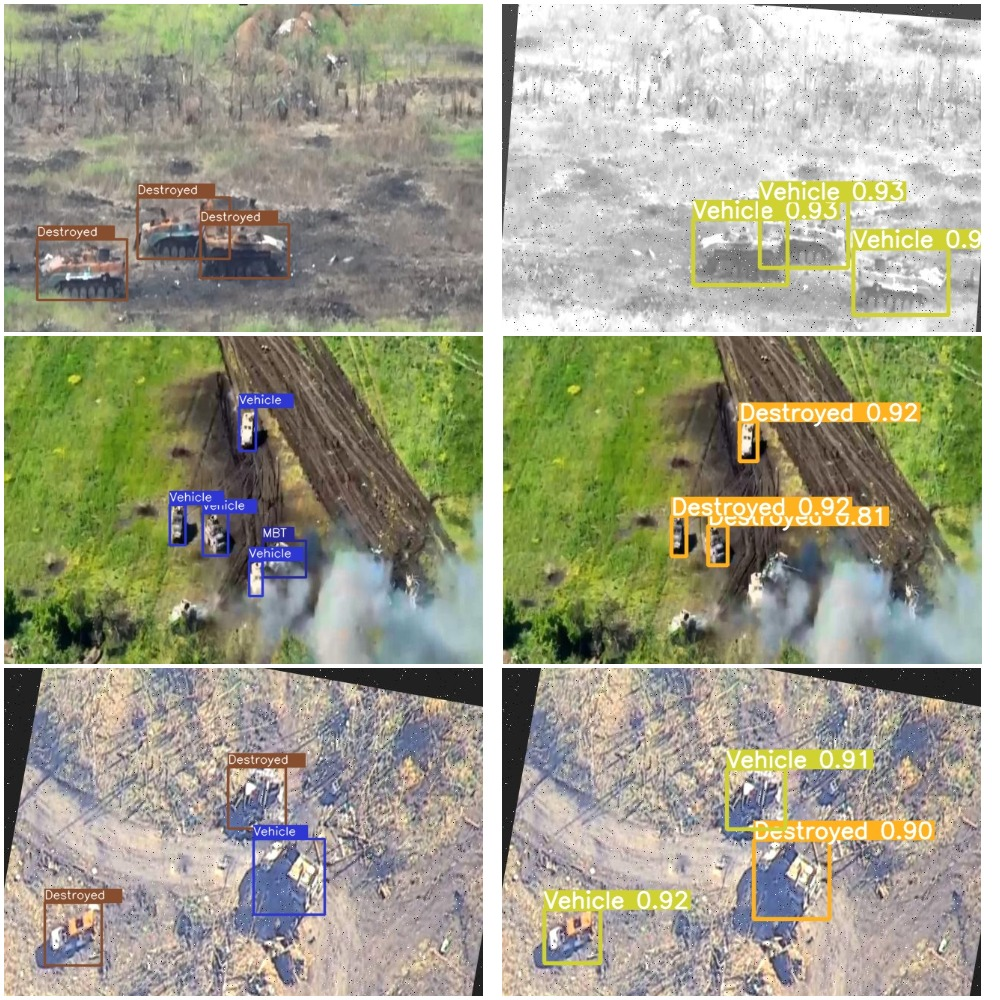 Destroyed
Destroyed
Destroyed
Vehicle 0.93
Vehicle 0.93
Vehicle 0.9
Vehicle
Vehicle
Vehicle
MBT
Vehicle
Destroyed 0.92
Destroyed 0.92
Destroyed 0.81
Destroyed
Vehicle
Destroyed
Vehicle 0.91
Destroyed 0.90
Vehicle 0.92